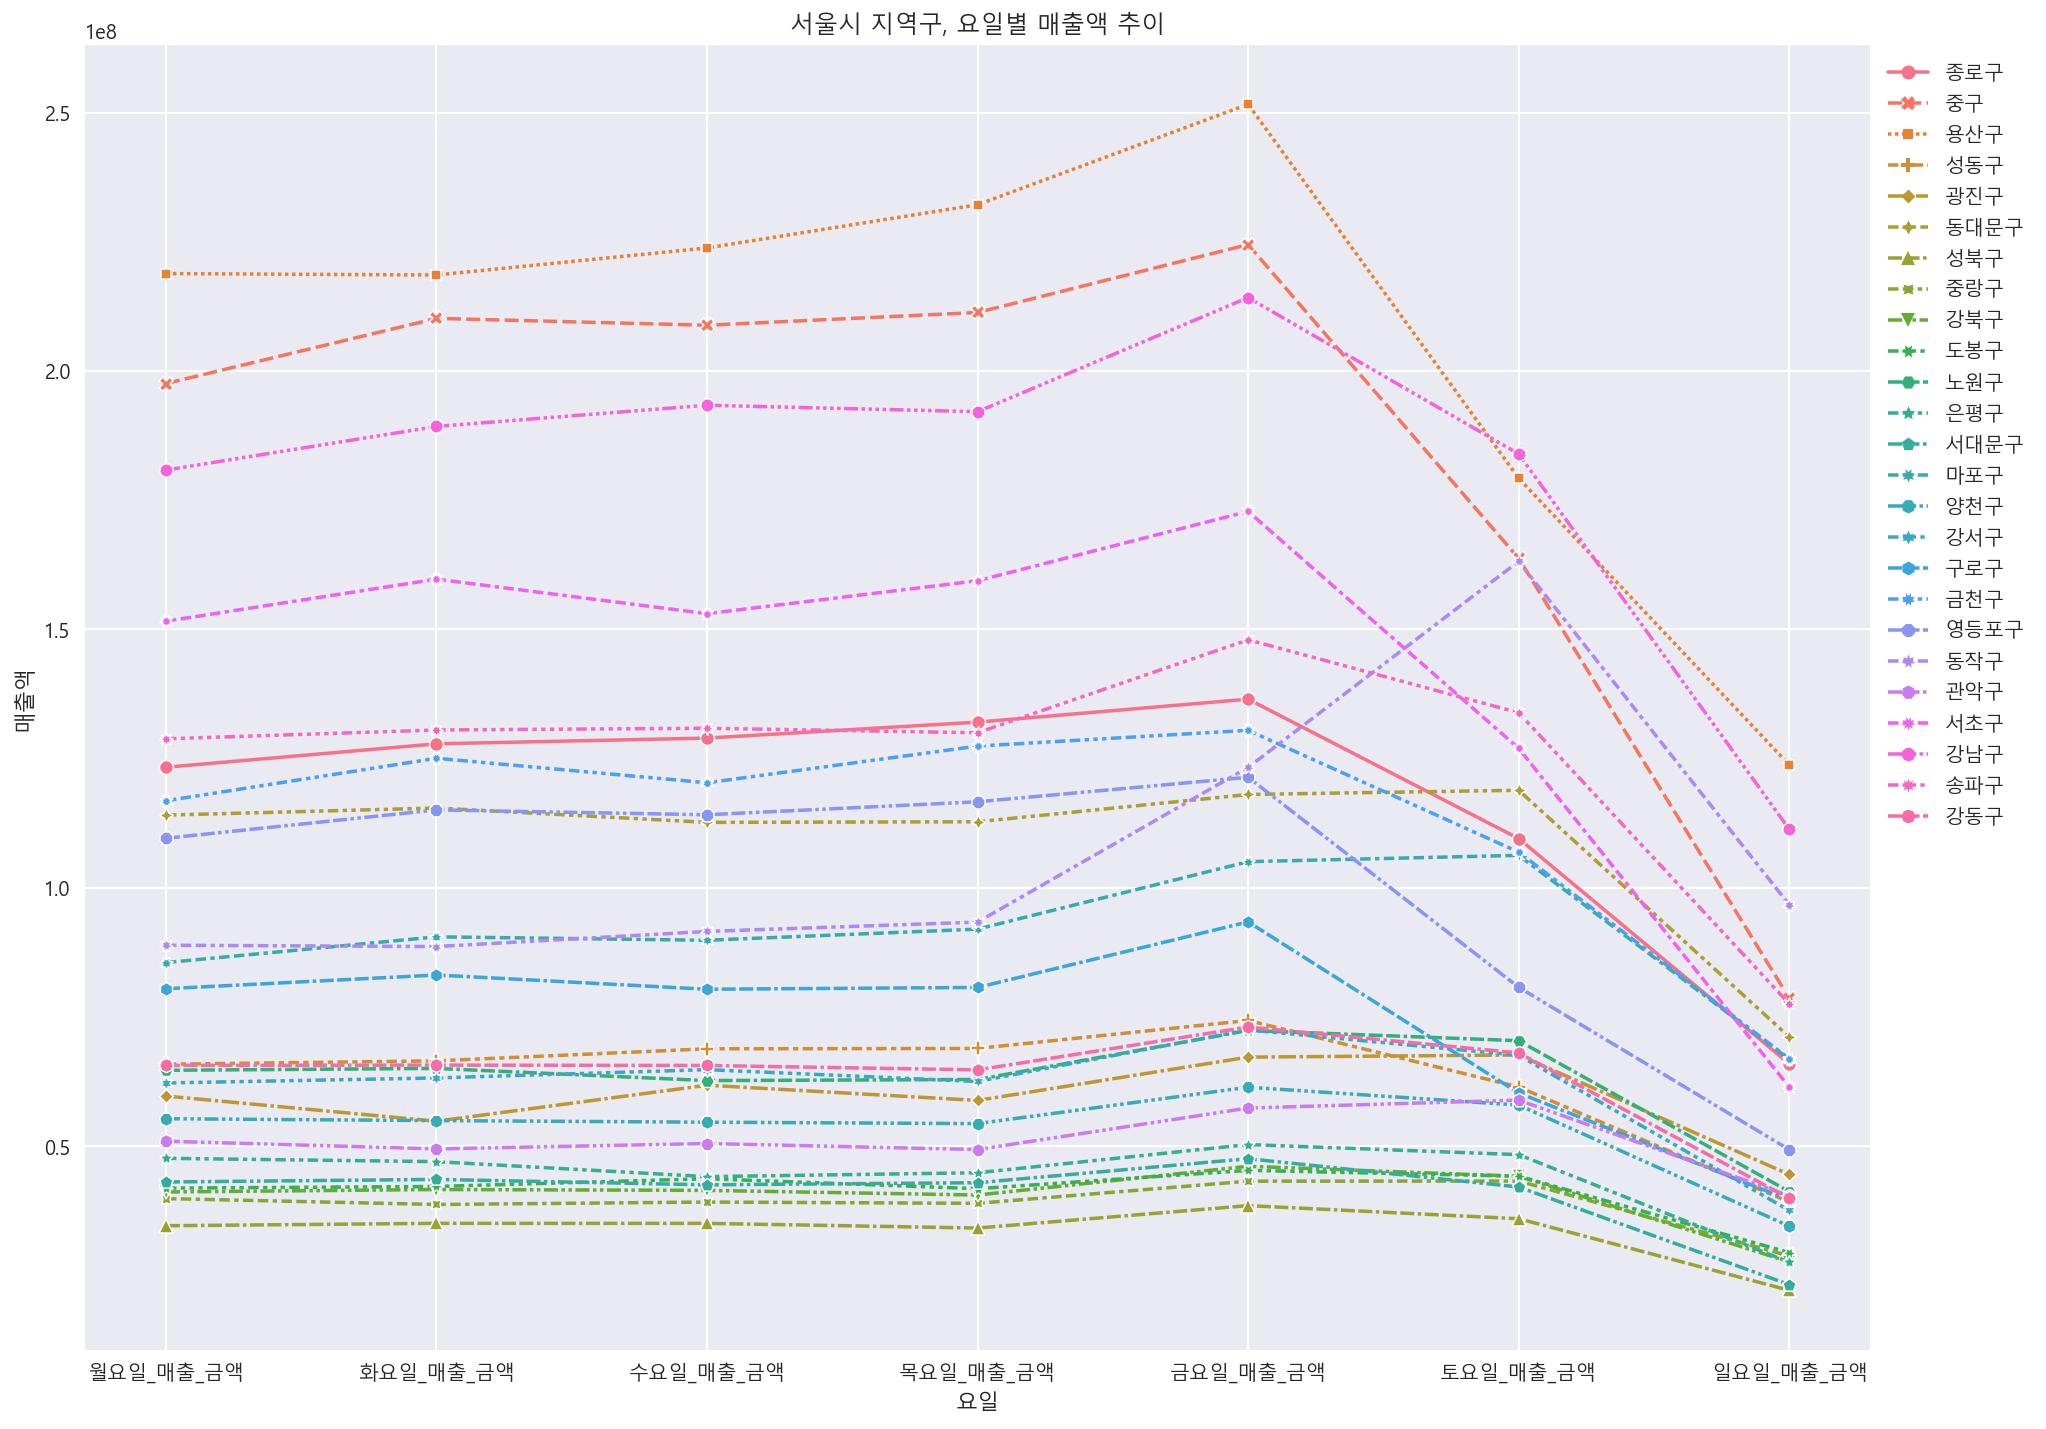 서울시 지역구, 요일별 매출액 추이
1e8
2.5
2.0
1.5
1.0
0.5
매출액
월요일_매출_금액
화요일_매출_금액
수요일_매출_금액
목요일_매출_금액
금요일_매출_금액
토요일_매출_금액
일요일_매출_금액
요일
종로구
중구
용산구
성동구
광진구
동대문구
성북구
중랑구
강북구
도봉구
노원구
은평구
서대문구
마포구
양천구
강서구
구로구
금천구
영등포구
동작구
관악구
서초구
강남구
송파구
강동구